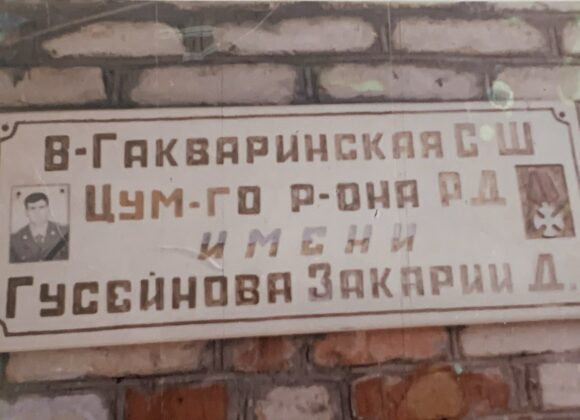 В-ГАКВАРИНСКАЯ С-Ш
ЦУМ-ГО Р-ОНА Р.Д
ИМЕНИ
ГУСЕЙНОВА ЗАКАРИИ Д.